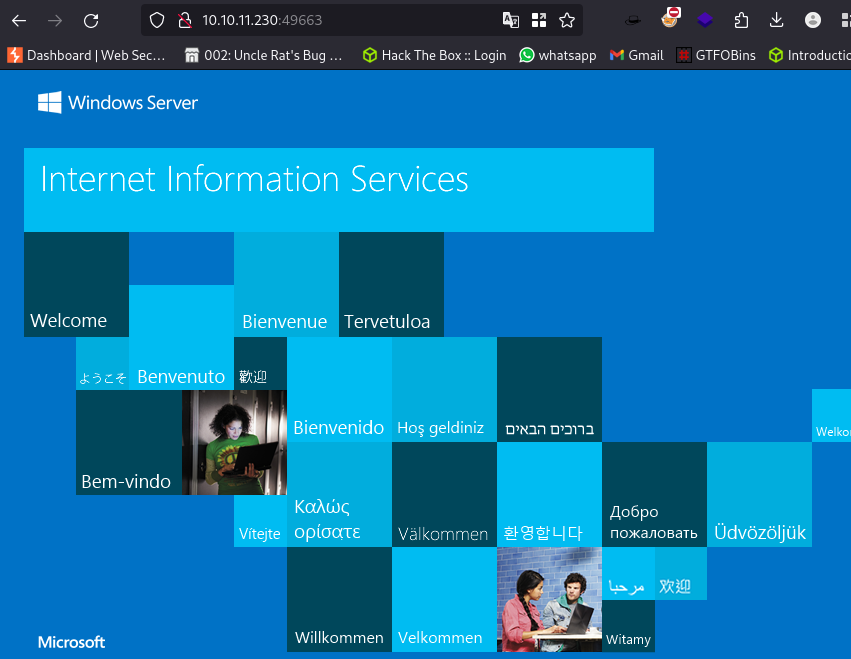 10.10.11.230:49663
Dashboard | Web Sec…
002: Uncle Rat's Bug …
Hack The Box :: Login
whatsapp
Gmail
GTFOBins
Introductio
Windows Server
Internet Information Services
Welcome
Bienvenue
Tervetuloa
ようこそ
Benvenuto
歡迎
Bienvenido
Hoş geldiniz
ברוכים הבאים
Welko
Bem-vindo
Vítejte
Καλώς
ορίσατε
Välkommen
환영합니다
Добро
пожаловать
Üdvözöljük
مرحبا
欢迎
Willkommen
Velkommen
Witamy
Microsoft